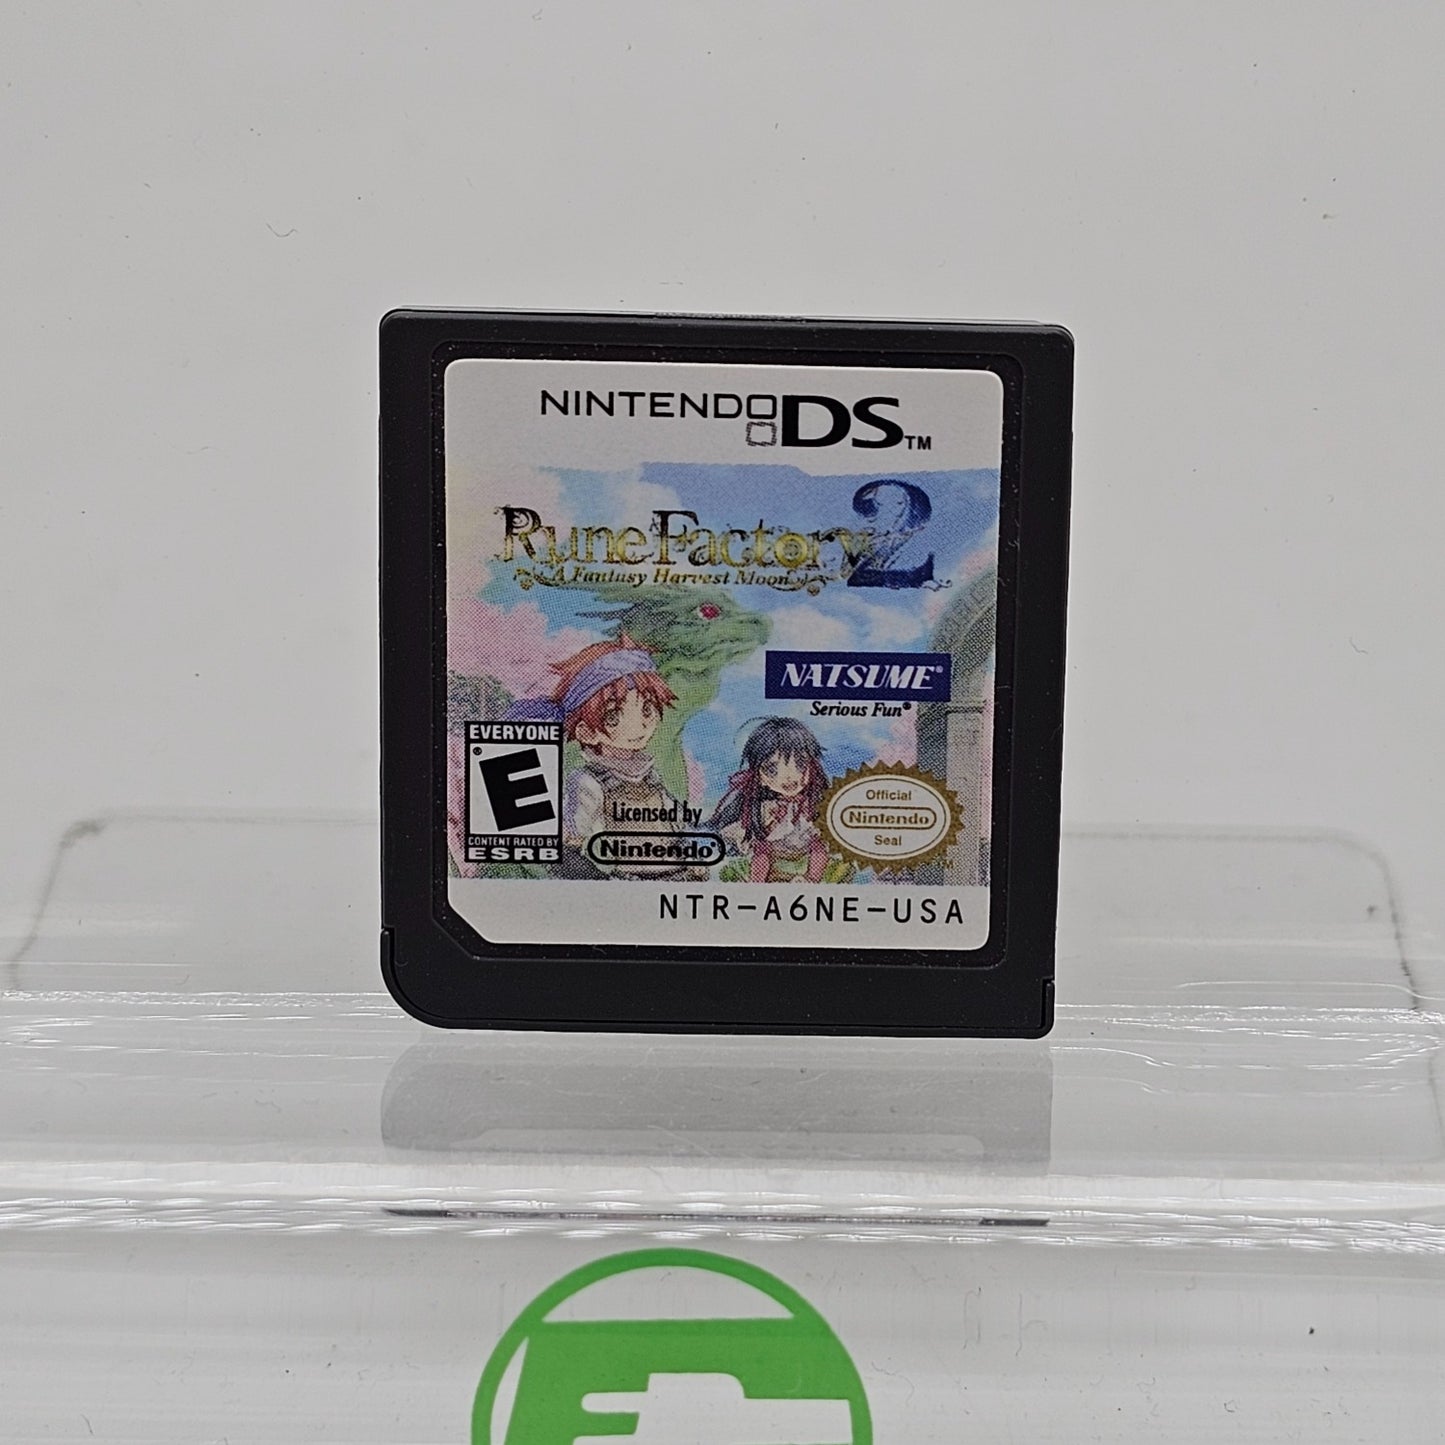 NINTENDO DS™
Rune Factory 2
A Fantasy Harvest Moon
NATSUME®
Serious Fun®
EVERYONE
E®
CONTENT RATED BY
ESRB
Licensed by
Nintendo®
Official
Nintendo
Seal
TM
NTR-A6NE-USA